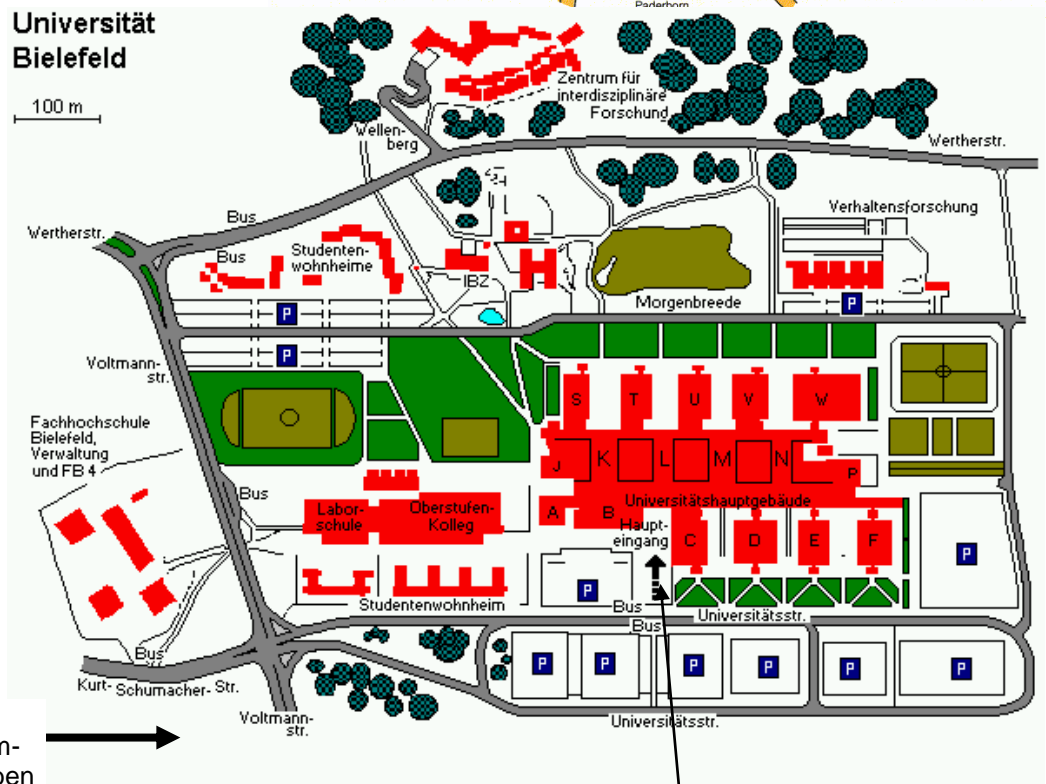 Paderborn
Universität
Bielefeld
100 m
Zentrum für
interdisziplinäre
Forschung
Wellen-
berg
Wertherstr.
Bus
Verhaltensforschung
Wertherstr.
Bus
Studenten-
wohnheime
IBZ
Morgenbreede
P
P
P
Voltmann-
str.
S
T
U
V
W
Fachhochschule
Bielefeld,
Verwaltung
und FB 4
J
K
L
M
N
P
Bus
Labor-
schule
Oberstufen-
Kolleg
Universitätshauptgebäude
A
B
Haupt-
eingang
C
D
E
F
P
P
Studentenwohnheim
Bus
Universitätsstr.
Bus
Bus
P
P
P
P
P
P
Kurt-Schumacher-Str.
Voltmann-
str.
Universitätsstr.
m-
ben